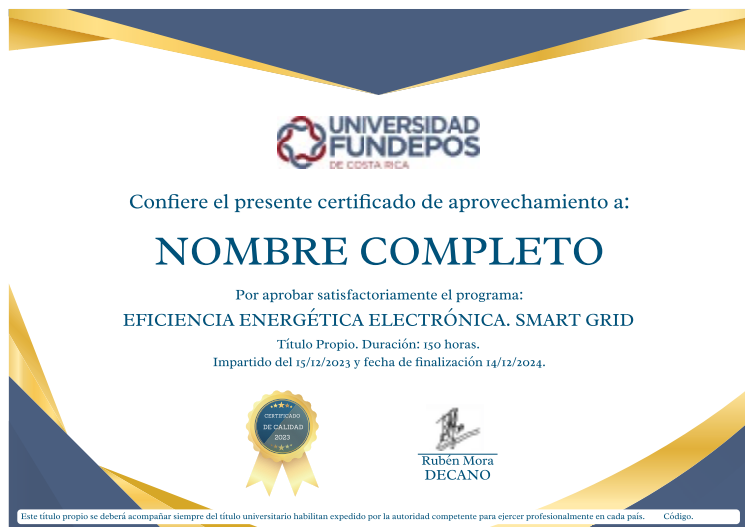 UNIVERSIDAD
FUNDEPOS
DE COSTA RICA
Confiere el presente certificado de aprovechamiento a:
NOMBRE COMPLETO
Por aprobar satisfactoriamente el programa:
EFICIENCIA ENERGÉTICA ELECTRÓNICA. SMART GRID
Título Propio. Duración: 150 horas.
Impartido del 15/12/2023 y fecha de finalización 14/12/2024.
CERTIFICADO
DE CALIDAD
2023
Rubén Mora
DECANO
Este título propio se deberá acompañar siempre del título universitario habilitan expedido por la autoridad competente para ejercer profesionalmente en cada país. Código.